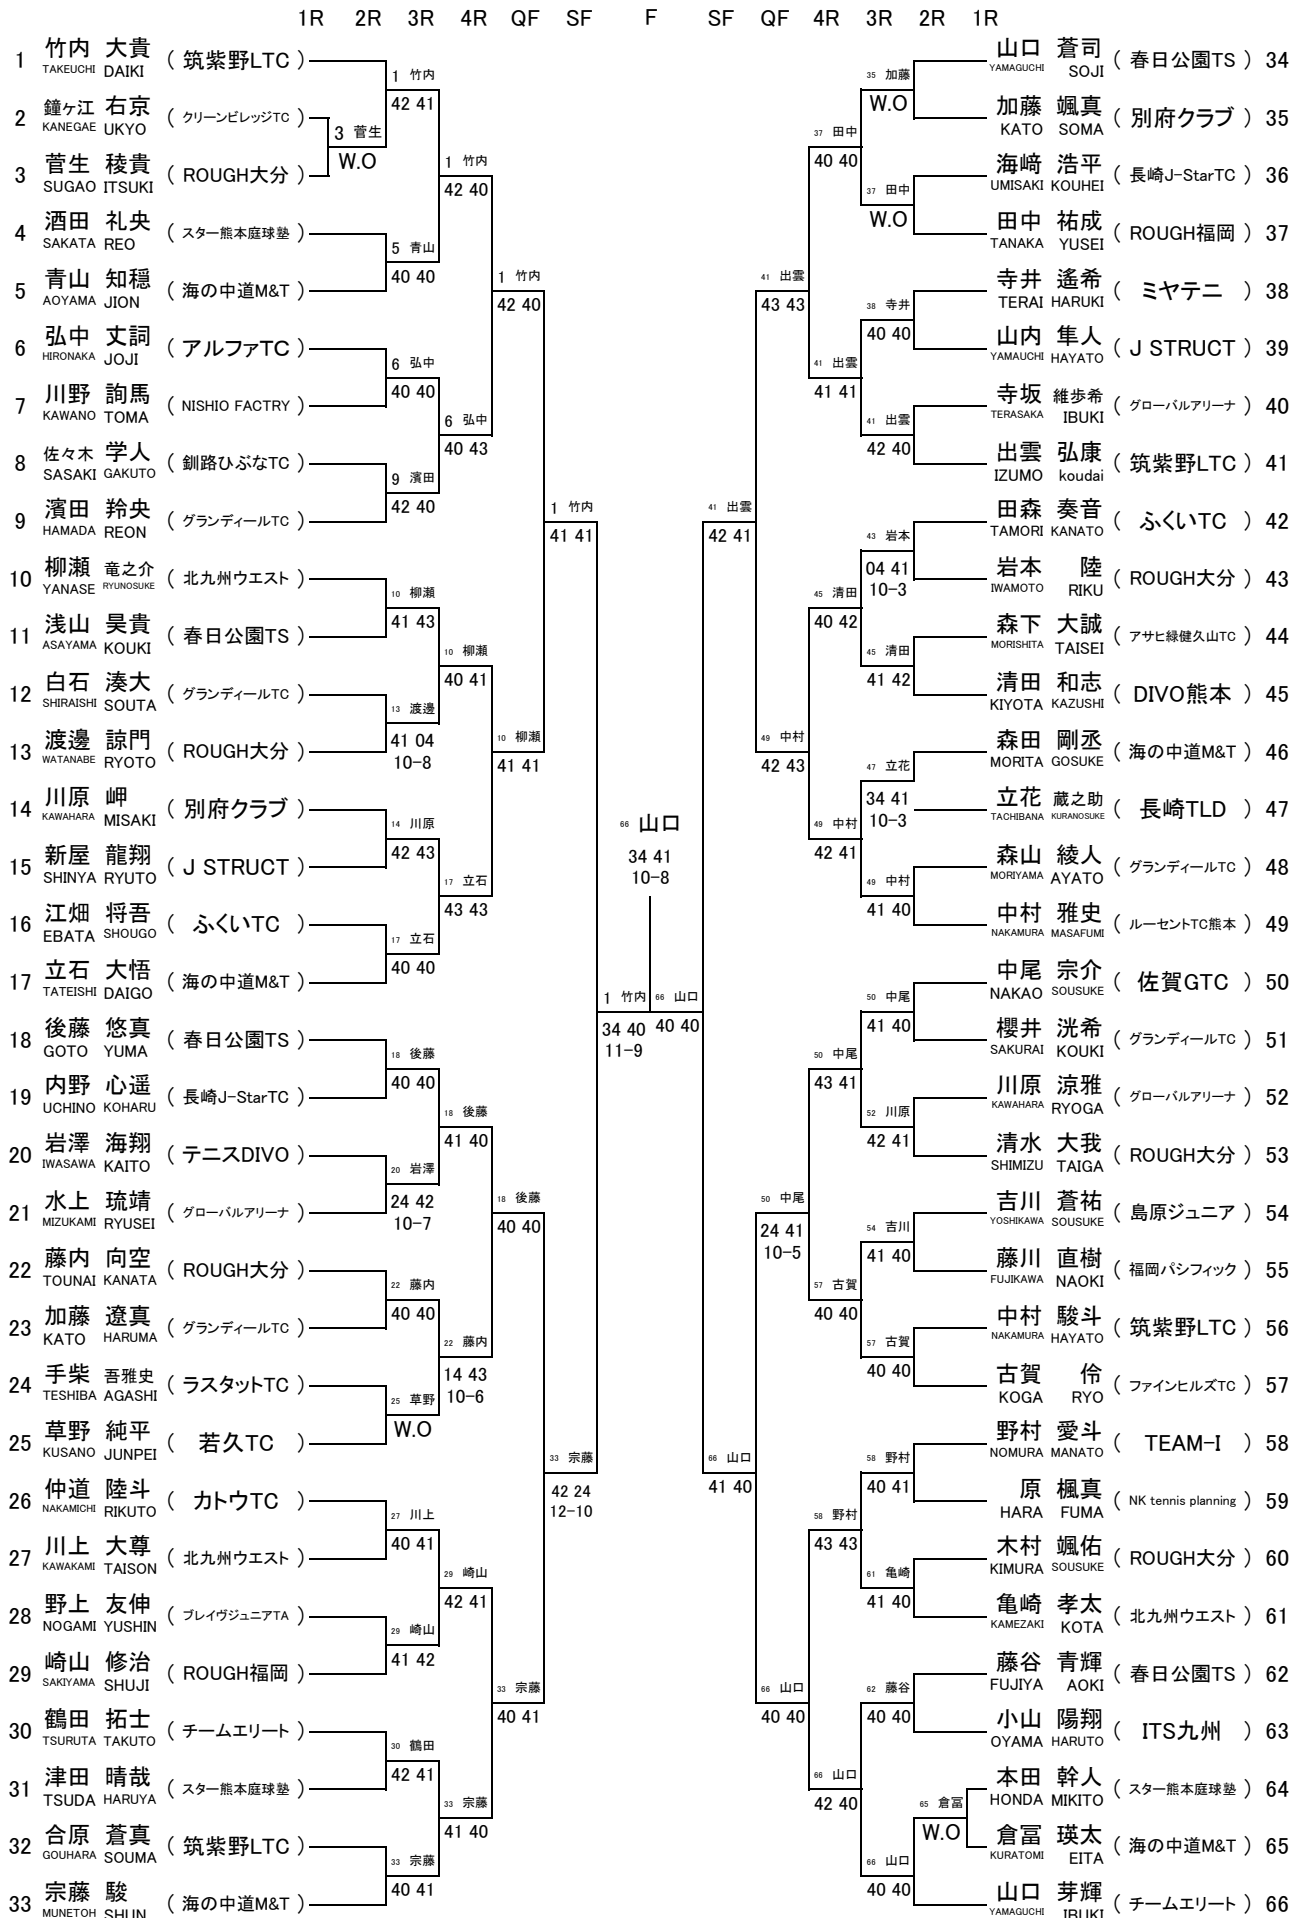 1R 2R 3R 4R QF SF F SF QF 4R 3R 2R 1R
1 竹内 大貴 ( 筑紫野LTC )
TAKEUCHI DAIKI
2 鐘ヶ江 右京 ( クリーンビレッジTC )
KANEGAE UKYO
3 菅生 稜貴 ( ROUGH大分 )
SUGAO ITSUKI
4 酒田 礼央 ( スター熊本庭球塾 )
SAKATA REO
5 青山 知穏 ( 海の中道M&T )
AOYAMA JION
6 弘中 丈詞 ( アルファTC )
HIRONAKA JOJI
7 川野 詢馬 ( NISHIO FACTRY )
KAWANO TOMA
8 佐々木 学人 ( 釧路ひぶなTC )
SASAKI GAKUTO
9 濱田 羚央 ( グランディールTC )
HAMADA REON
10 柳瀬 竜之介 ( 北九州ウエスト )
YANASE RYUNOSUKE
11 浅山 昊貴 ( 春日公園TS )
ASAYAMA KOUKI
12 白石 湊大 ( グランディールTC )
SHIRAISHI SOUTA
13 渡邊 諒門 ( ROUGH大分 )
WATANABE RYOTO
14 川原 岬 ( 別府クラブ )
KAWAHARA MISAKI
15 新屋 龍翔 ( J STRUCT )
SHINYA RYUTO
16 江畑 将吾 ( ふくいTC )
EBATA SHOUGO
17 立石 大悟 ( 海の中道M&T )
TATEISHI DAIGO
18 後藤 悠真 ( 春日公園TS )
GOTO YUMA
19 内野 心遥 ( 長崎J-StarTC )
UCHINO KOHARU
20 岩澤 海翔 ( テニスDIVO )
IWASAWA KAITO
21 水上 琉靖 ( グローバルアリーナ )
MIZUKAMI RYUSEI
22 藤内 向空 ( ROUGH大分 )
TOUNAI KANATA
23 加藤 遼真 ( グランディールTC )
KATO HARUMA
24 手柴 吾雅史 ( ラスタットTC )
TESHIBA AGASHI
25 草野 純平 ( 若久TC )
KUSANO JUNPEI
26 仲道 陸斗 ( カトウTC )
NAKAMICHI RIKUTO
27 川上 大尊 ( 北九州ウエスト )
KAWAKAMI TAISON
28 野上 友伸 ( ブレイヴジュニアTA )
NOGAMI YUSHIN
29 崎山 修治 ( ROUGH福岡 )
SAKIYAMA SHUJI
30 鶴田 拓士 ( チームエリート )
TSURUTA TAKUTO
31 津田 晴哉 ( スター熊本庭球塾 )
TSUDA HARUYA
32 合原 蒼真 ( 筑紫野LTC )
GOUHARA SOUMA
33 宗藤 駿 ( 海の中道M&T )
MUNETOH SHUN
3 菅生
W.O
1 竹内
42 41
5 青山
40 40
6 弘中
40 40
9 濱田
42 40
10 柳瀬
41 43
13 渡邊
41 04
10-8
14 川原
42 43
17 立石
40 40
18 後藤
40 40
20 岩澤
24 42
10-7
22 藤内
40 40
25 草野
W.O
27 川上
40 41
29 崎山
41 42
30 鶴田
42 41
33 宗藤
40 41
1 竹内
42 40
6 弘中
40 43
10 柳瀬
40 41
17 立石
43 43
18 後藤
41 40
22 藤内
14 43
10-6
29 崎山
42 41
33 宗藤
41 40
1 竹内
42 40
10 柳瀬
41 41
18 後藤
40 40
33 宗藤
40 41
1 竹内
41 41
33 宗藤
42 24
12-10
1 竹内
34 40
11-9
66 山口
34 41
10-8
66 山口
40 40
41 出雲
42 41
66 山口
41 40
41 出雲
43 43
49 中村
42 43
50 中尾
24 41
10-5
66 山口
40 40
37 田中
40 40
41 出雲
41 41
45 清田
40 42
49 中村
42 41
50 中尾
43 41
57 古賀
40 40
58 野村
43 43
66 山口
42 40
35 加藤
W.O
37 田中
W.O
38 寺井
40 40
41 出雲
42 40
43 岩本
04 41
10-3
45 清田
41 42
47 立花
34 41
10-3
49 中村
41 40
50 中尾
41 40
52 川原
42 41
54 吉川
41 40
57 古賀
40 40
58 野村
40 41
61 亀崎
41 40
62 藤谷
40 40
65 倉冨
W.O
66 山口
40 40
山口 蒼司 ( 春日公園TS ) 34
YAMAGUCHI SOJI
加藤 颯真 ( 別府クラブ ) 35
KATO SOMA
海﨑 浩平 ( 長崎J-StarTC ) 36
UMISAKI KOUHEI
田中 祐成 ( ROUGH福岡 ) 37
TANAKA YUSEI
寺井 遙希 ( ミヤテニ ) 38
TERAI HARUKI
山内 隼人 ( J STRUCT ) 39
YAMAUCHI HAYATO
寺坂 維歩希 ( グローバルアリーナ ) 40
TERASAKA IBUKI
出雲 弘康 ( 筑紫野LTC ) 41
IZUMO koudai
田森 奏音 ( ふくいTC ) 42
TAMORI KANATO
岩本 陸 ( ROUGH大分 ) 43
IWAMOTO RIKU
森下 大誠 ( アサヒ緑健久山TC ) 44
MORISHITA TAISEI
清田 和志 ( DIVO熊本 ) 45
KIYOTA KAZUSHI
森田 剛丞 ( 海の中道M&T ) 46
MORITA GOSUKE
立花 蔵之助 ( 長崎TLD ) 47
TACHIBANA KURANOSUKE
森山 綾人 ( グランディールTC ) 48
MORIYAMA AYATO
中村 雅史 ( ルーセントTC熊本 ) 49
NAKAMURA MASAFUMI
中尾 宗介 ( 佐賀GTC ) 50
NAKAO SOUSUKE
櫻井 洸希 ( グランディールTC ) 51
SAKURAI KOUKI
川原 涼雅 ( グローバルアリーナ ) 52
KAWAHARA RYOGA
清水 大我 ( ROUGH大分 ) 53
SHIMIZU TAIGA
吉川 蒼祐 ( 島原ジュニア ) 54
YOSHIKAWA SOUSUKE
藤川 直樹 ( 福岡パシフィック ) 55
FUJIKAWA NAOKI
中村 駿斗 ( 筑紫野LTC ) 56
NAKAMURA HAYATO
古賀 伶 ( ファインヒルズTC ) 57
KOGA RYO
野村 愛斗 ( TEAM-I ) 58
NOMURA MANATO
原 楓真 ( NK tennis planning ) 59
HARA FUMA
木村 颯佑 ( ROUGH大分 ) 60
KIMURA SOUSUKE
亀崎 孝太 ( 北九州ウエスト ) 61
KAMEZAKI KOTA
藤谷 青輝 ( 春日公園TS ) 62
FUJIYA AOKI
小山 陽翔 ( ITS九州 ) 63
OYAMA HARUTO
本田 幹人 ( スター熊本庭球塾 ) 64
HONDA MIKITO
倉冨 瑛太 ( 海の中道M&T ) 65
KURATOMI EITA
山口 芽輝 ( チームエリート ) 66
YAMAGUCHI IBUKI